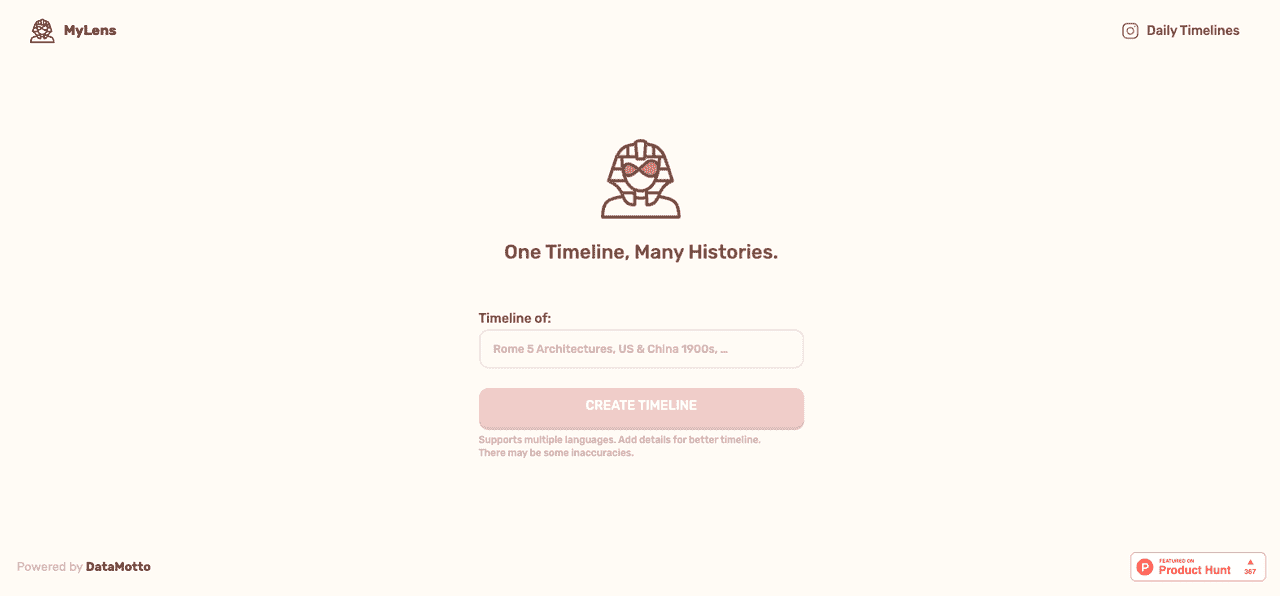 MyLens
Daily Timelines
One Timeline, Many Histories.
Timeline of:
Rome 5 Architectures, US & China 1900s, ...
CREATE TIMELINE
Supports multiple languages. Add details for better timeline.
There may be some inaccuracies.
Powered by DataMotto
P
FEATURED ON
Product Hunt
▲
367